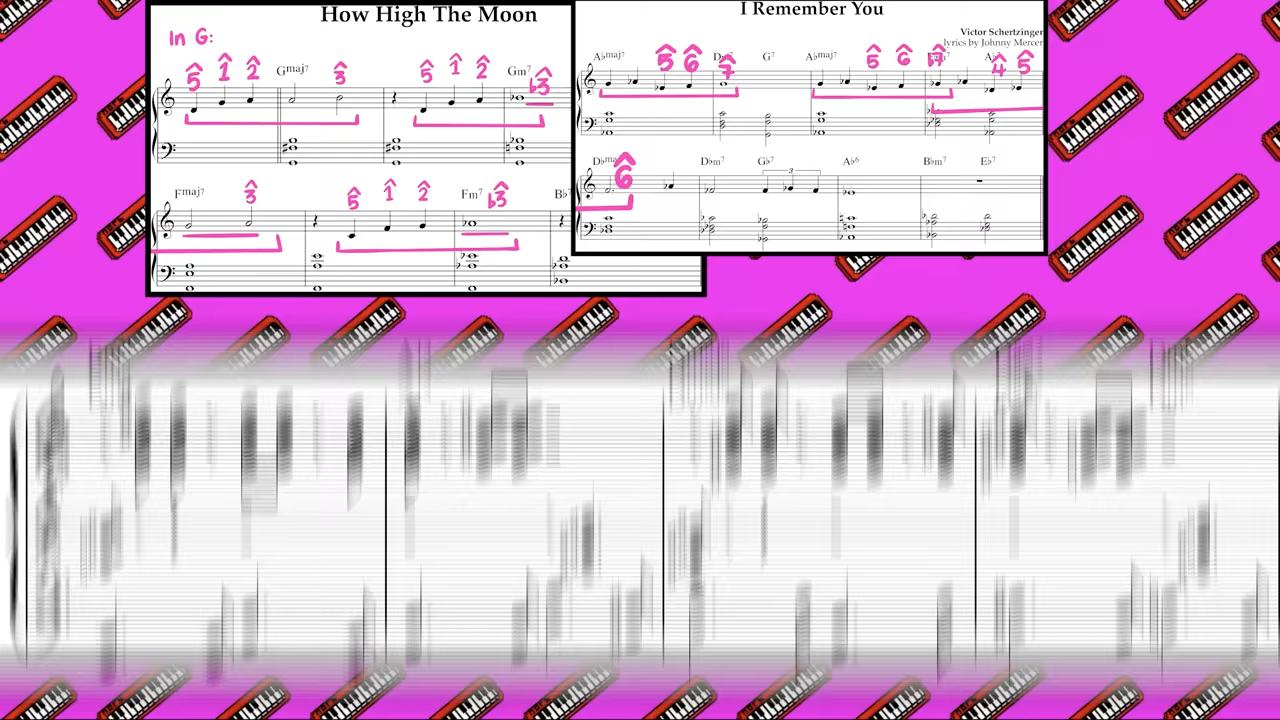 How High The Moon
In G:
5 1 2 Gmaj7 3 5 1 2 Gm7 b3
Fmaj7 3 5 1 2 Fm7 b3 Bb7
I Remember You
Victor Schertzinger
lyrics by Johnny Mercer
Abmaj7 5 6 7 G7 Abmaj7 5 6 4 5
6 Dbm7 Gb7 3 Ab6 Bbm7 Eb7